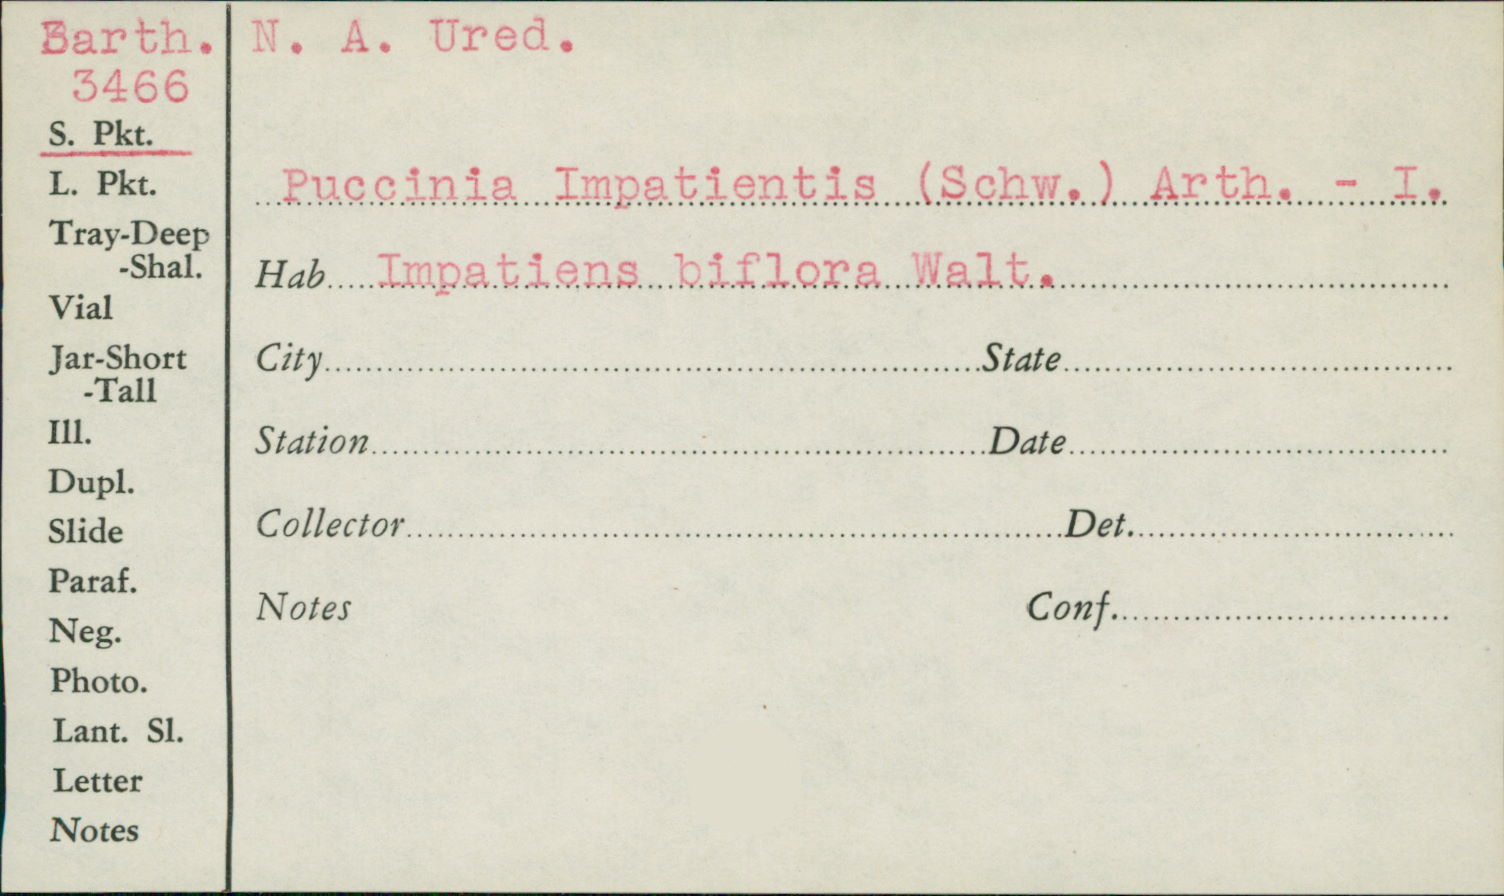 Barth.
3466
S. Pkt.
L. Pkt.
Tray-Deep
-Shal.
Vial
Jar-Short
-Tall
Ill.
Dupl.
Slide
Paraf.
Neg.
Photo.
Lant. Sl.
Letter
Notes
N. A. Ured.
Puccinia Impatientis (Schw.) Arth. - I.
Hab Impatiens biflora Walt.
City State
Station Date
Collector Det.
Notes Conf.